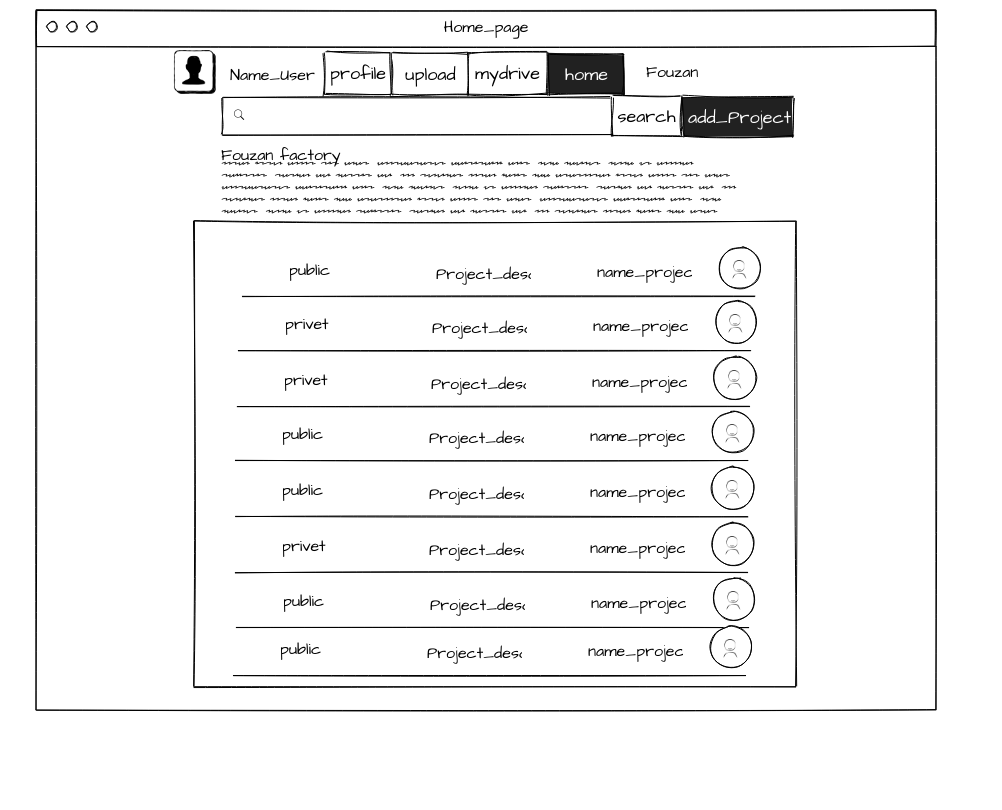 Home_page
Name_User profile upload mydrive home Fouzan
search add_Project
Fouzan factory
public Project_desc name_projec
privet Project_desc name_projec
privet Project_desc name_projec
public Project_desc name_projec
public Project_desc name_projec
privet Project_desc name_projec
public Project_desc name_projec
public Project_desc name_projec